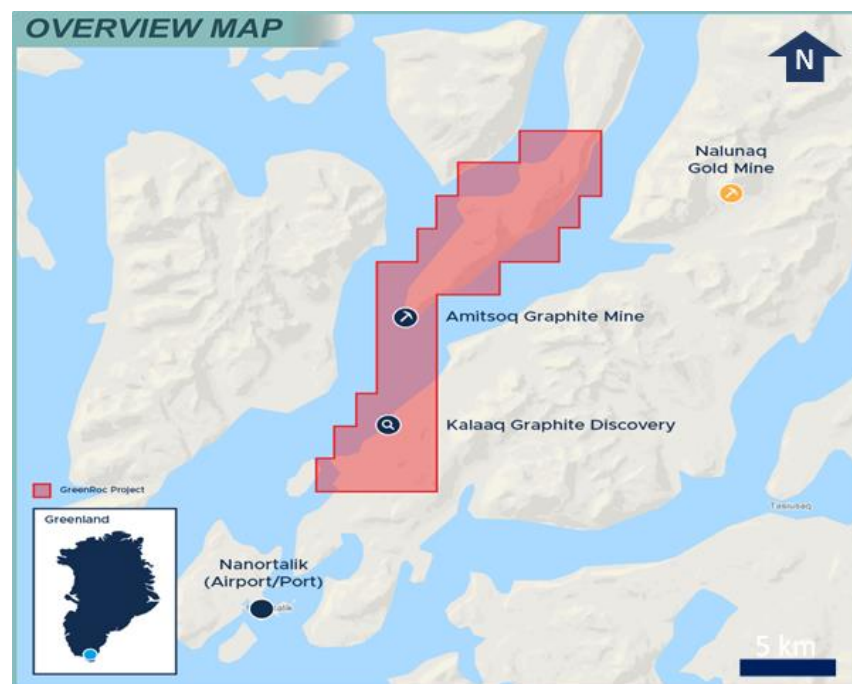 OVERVIEW MAP
N
Nalunaq
Gold Mine
Amitsoq Graphite Mine
Kalaaq Graphite Discovery
GreenRoc Project
Greenland
Nanortalik
(Airport/Port)
Tasiusaq
5 km